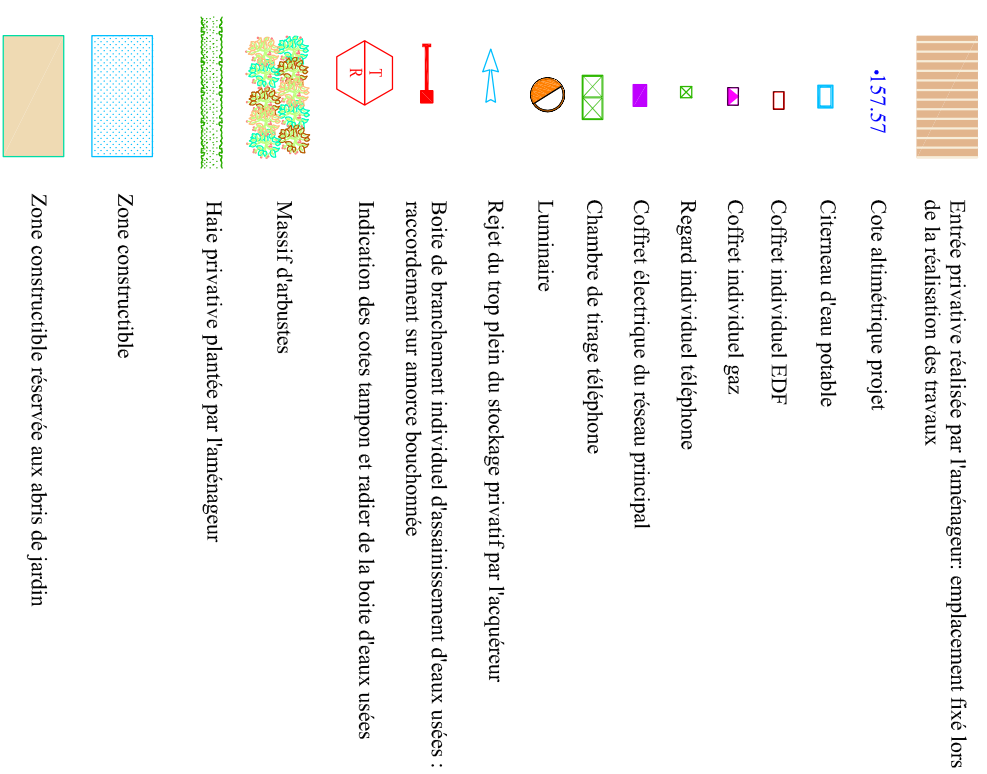 Entrée privative réalisée par l'aménageur: emplacement fixé lors
de la réalisation des travaux
157.57
Cote altimétrique projet
Citerneau d'eau potable
Coffret individuel EDF
Coffret individuel gaz
Regard individuel téléphone
Coffret électrique du réseau principal
Chambre de tirage téléphone
Luminaire
Rejet du trop plein du stockage privatif par l'acquéreur
Boite de branchement individuel d'assainissement d'eaux usées :
raccordement sur amorce bouchonnée
T
R
Indication des cotes tampon et radier de la boite d'eaux usées
Massif d'arbustes
Haie privative plantée par l'aménageur
Zone constructible
Zone constructible réservée aux abris de jardin